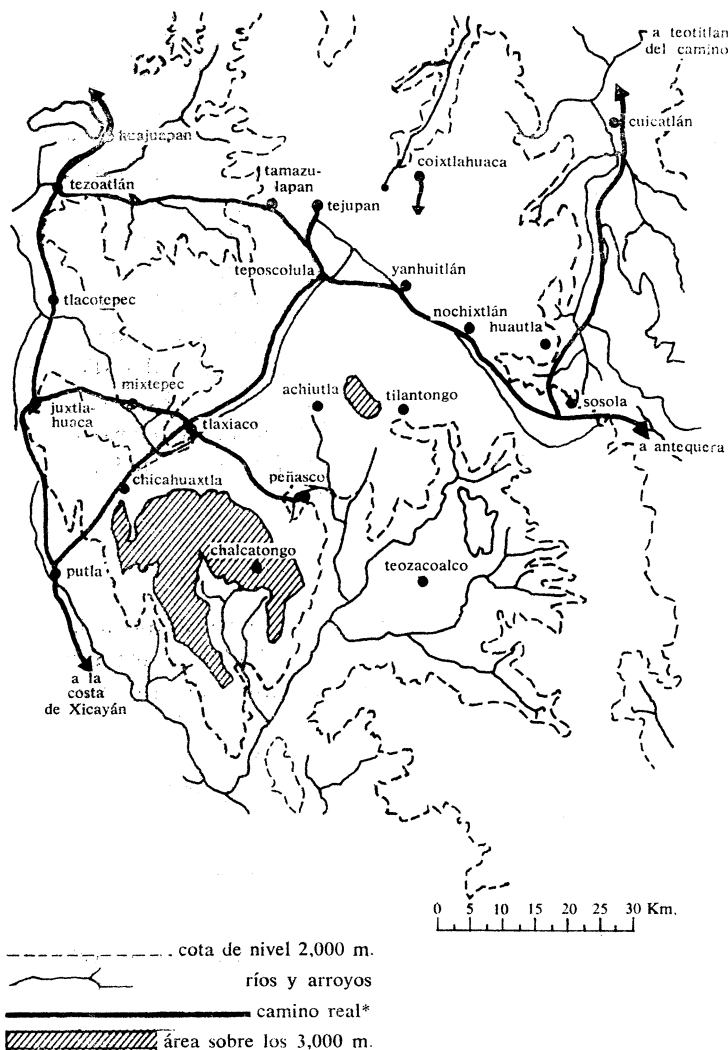 a teotitlan
del camino
cuicatlán
huajuapan
coixtlahuaca
tezoatlán
tamazu-
lapan
tejupan
teposcolula
yanhuitlán
tlacotepec
nochixtlán
huautla
mixtepec
achiutla
tilantongo
sosola
juxtla-
huaca
tlaxiaco
a antequera
chicahuaxtla
peñasco
chalcatongo
teozacoalco
putla
a la
costa
de Xicayán
0 5 10 15 20 25 30 Km.
cota de nivel 2,000 m.
ríos y arroyos
camino real*
área sobre los 3,000 m.